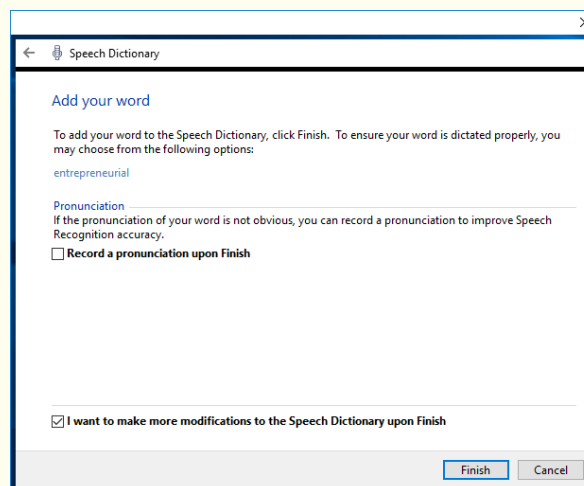 Speech Dictionary
Add your word
To add your word to the Speech Dictionary, click Finish. To ensure your word is dictated properly, you
may choose from the following options:
entrepreneurial
Pronunciation
If the pronunciation of your word is not obvious, you can record a pronunciation to improve Speech
Recognition accuracy.
Record a pronunciation upon Finish
I want to make more modifications to the Speech Dictionary upon Finish
Finish Cancel